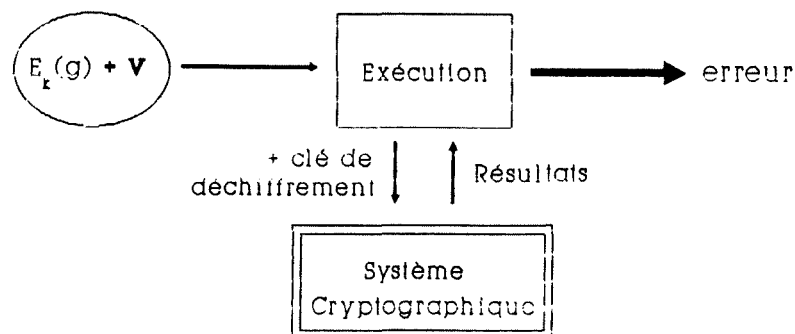 E_k(g) + V
Exécution
erreur
+ clé de
déchiffrement
Résultats
Système
Cryptographique